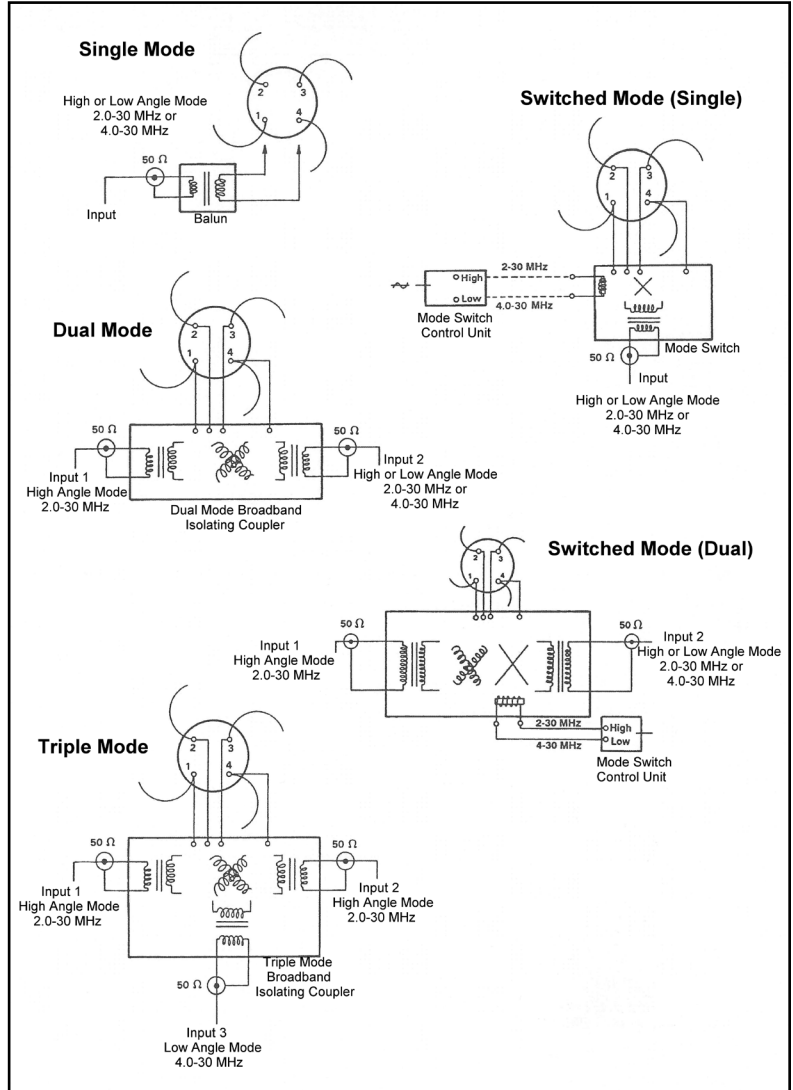 Single Mode
High or Low Angle Mode
2.0-30 MHz or
4.0-30 MHz
2
3
1
4
50 Ω
Input
Balun
Switched Mode (Single)
2
3
1
4
2-30 MHz
High
Low
4.0-30 MHz
Mode Switch
Control Unit
50 Ω
Mode Switch
Input
High or Low Angle Mode
2.0-30 MHz or
4.0-30 MHz
Dual Mode
2
3
1
4
50 Ω
50 Ω
Input 1
High Angle Mode
2.0-30 MHz
Input 2
High or Low Angle Mode
2.0-30 MHz or
4.0-30 MHz
Dual Mode Broadband
Isolating Coupler
Switched Mode (Dual)
2
3
1
4
50 Ω
50 Ω
Input 1
High Angle Mode
2.0-30 MHz
Input 2
High or Low Angle Mode
2.0-30 MHz or
4.0-30 MHz
2-30 MHz
High
Low
4-30 MHz
Mode Switch
Control Unit
Triple Mode
2
3
1
4
50 Ω
50 Ω
Input 1
High Angle Mode
2.0-30 MHz
Input 2
High Angle Mode
2.0-30 MHz
Triple Mode
Broadband
Isolating Coupler
50 Ω
Input 3
Low Angle Mode
4.0-30 MHz